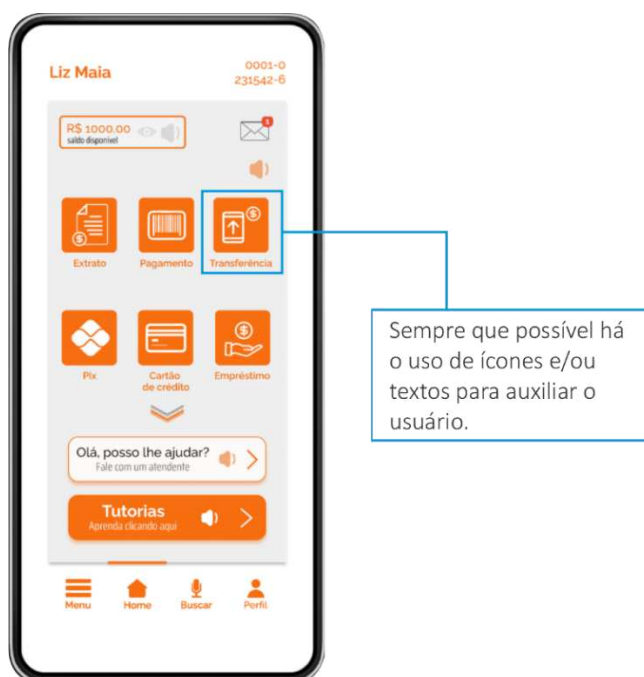 Liz Maia
0001-0
231542-6
R$ 1000.00
saldo disponível
1
Extrato
Pagamento
Transferência
Pix
Cartão
de crédito
Empréstimo
Olá, posso lhe ajudar?
Fale com um atendente
Tutorias
Aprenda clicando aqui
Menu
Home
Buscar
Perfil
Sempre que possível há
o uso de ícones e/ou
textos para auxiliar o
usuário.